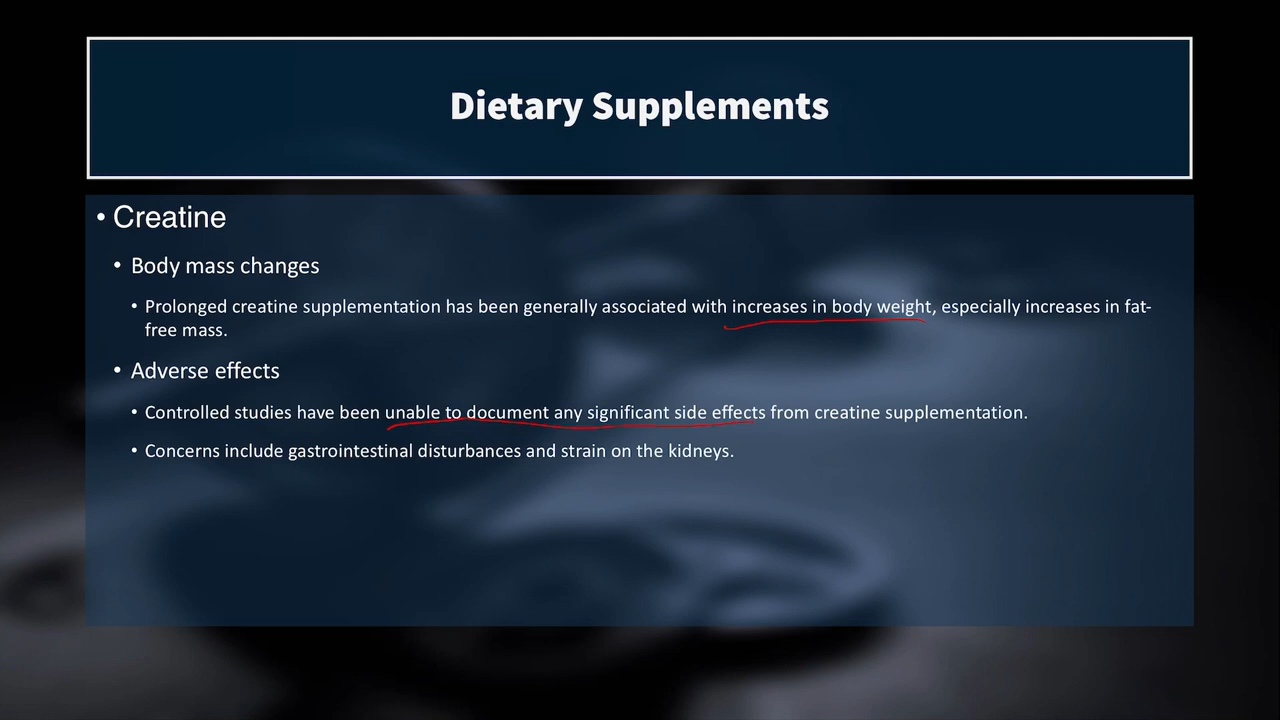 Dietary Supplements
• Creatine
• Body mass changes
• Prolonged creatine supplementation has been generally associated with increases in body weight, especially increases in fat-
free mass.
• Adverse effects
• Controlled studies have been unable to document any significant side effects from creatine supplementation.
• Concerns include gastrointestinal disturbances and strain on the kidneys.